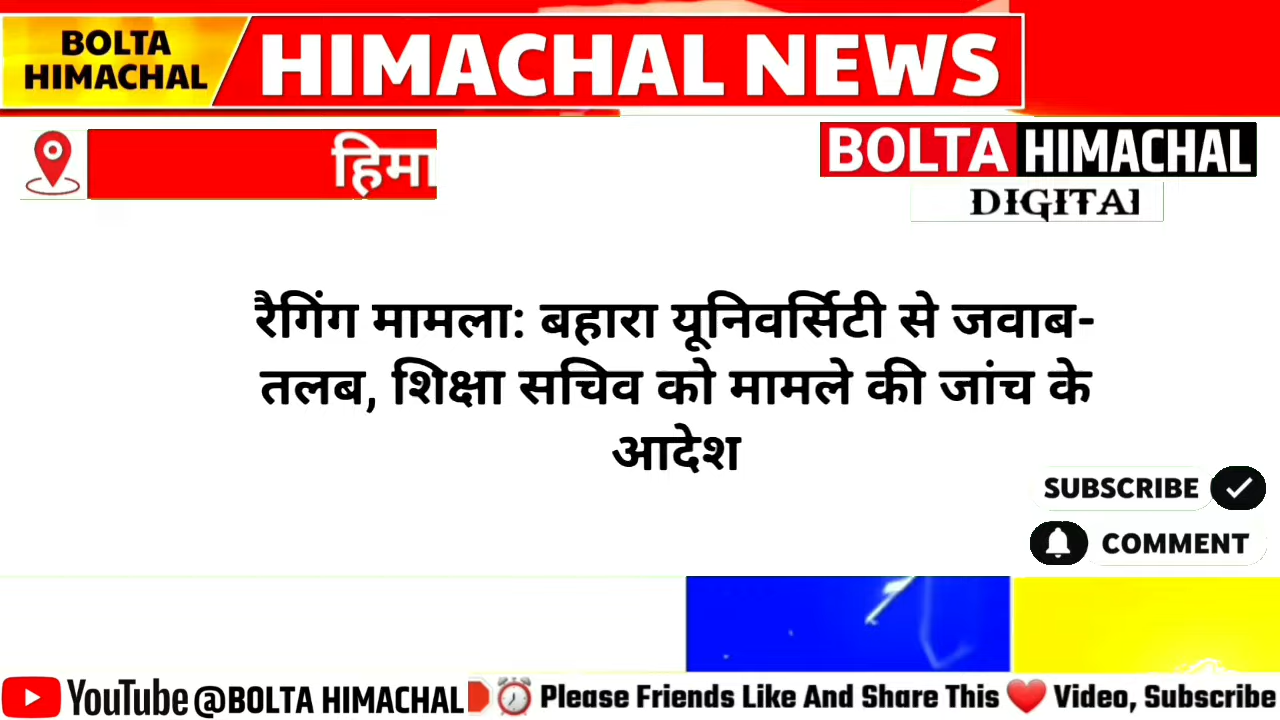 BOLTA
HIMACHAL
HIMACHAL NEWS
हिमा
BOLTA HIMACHAL
DIGITAL
रैगिंग मामला: बहारा यूनिवर्सिटी से जवाब-
तलब, शिक्षा सचिव को मामले की जांच के
आदेश
SUBSCRIBE
COMMENT
YouTube @BOLTA HIMACHAL Please Friends Like And Share This Video, Subscribe